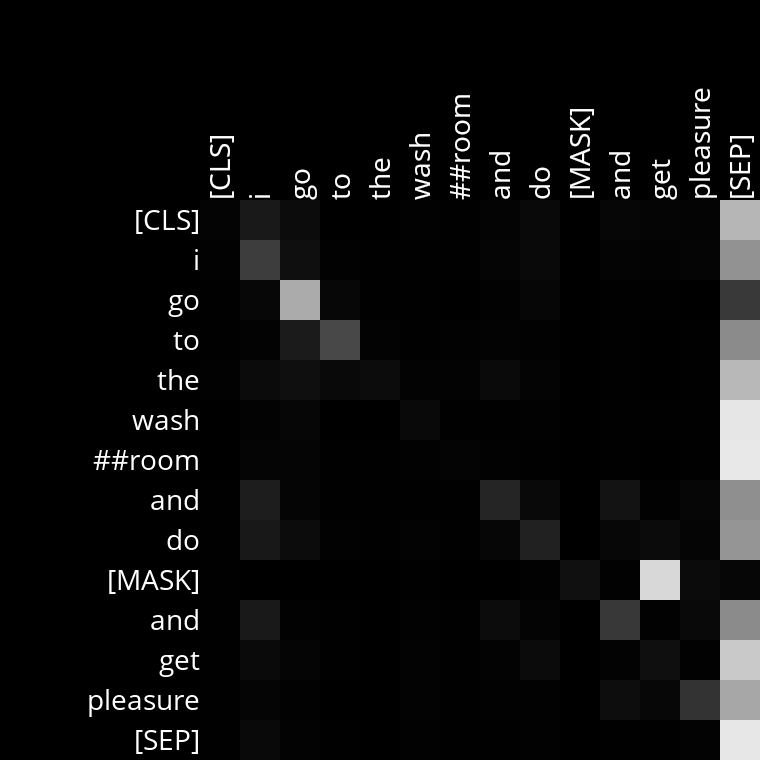 [CLS]
i
go
to
the
wash
##room
and
do
[MASK]
and
get
pleasure
[SEP]
[CLS]
i
go
to
the
wash
##room
and
do
[MASK]
and
get
pleasure
[SEP]